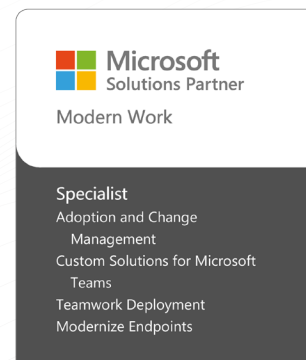 Microsoft
Solutions Partner
Modern Work
Specialist
Adoption and Change
Management
Custom Solutions for Microsoft
Teams
Teamwork Deployment
Modernize Endpoints